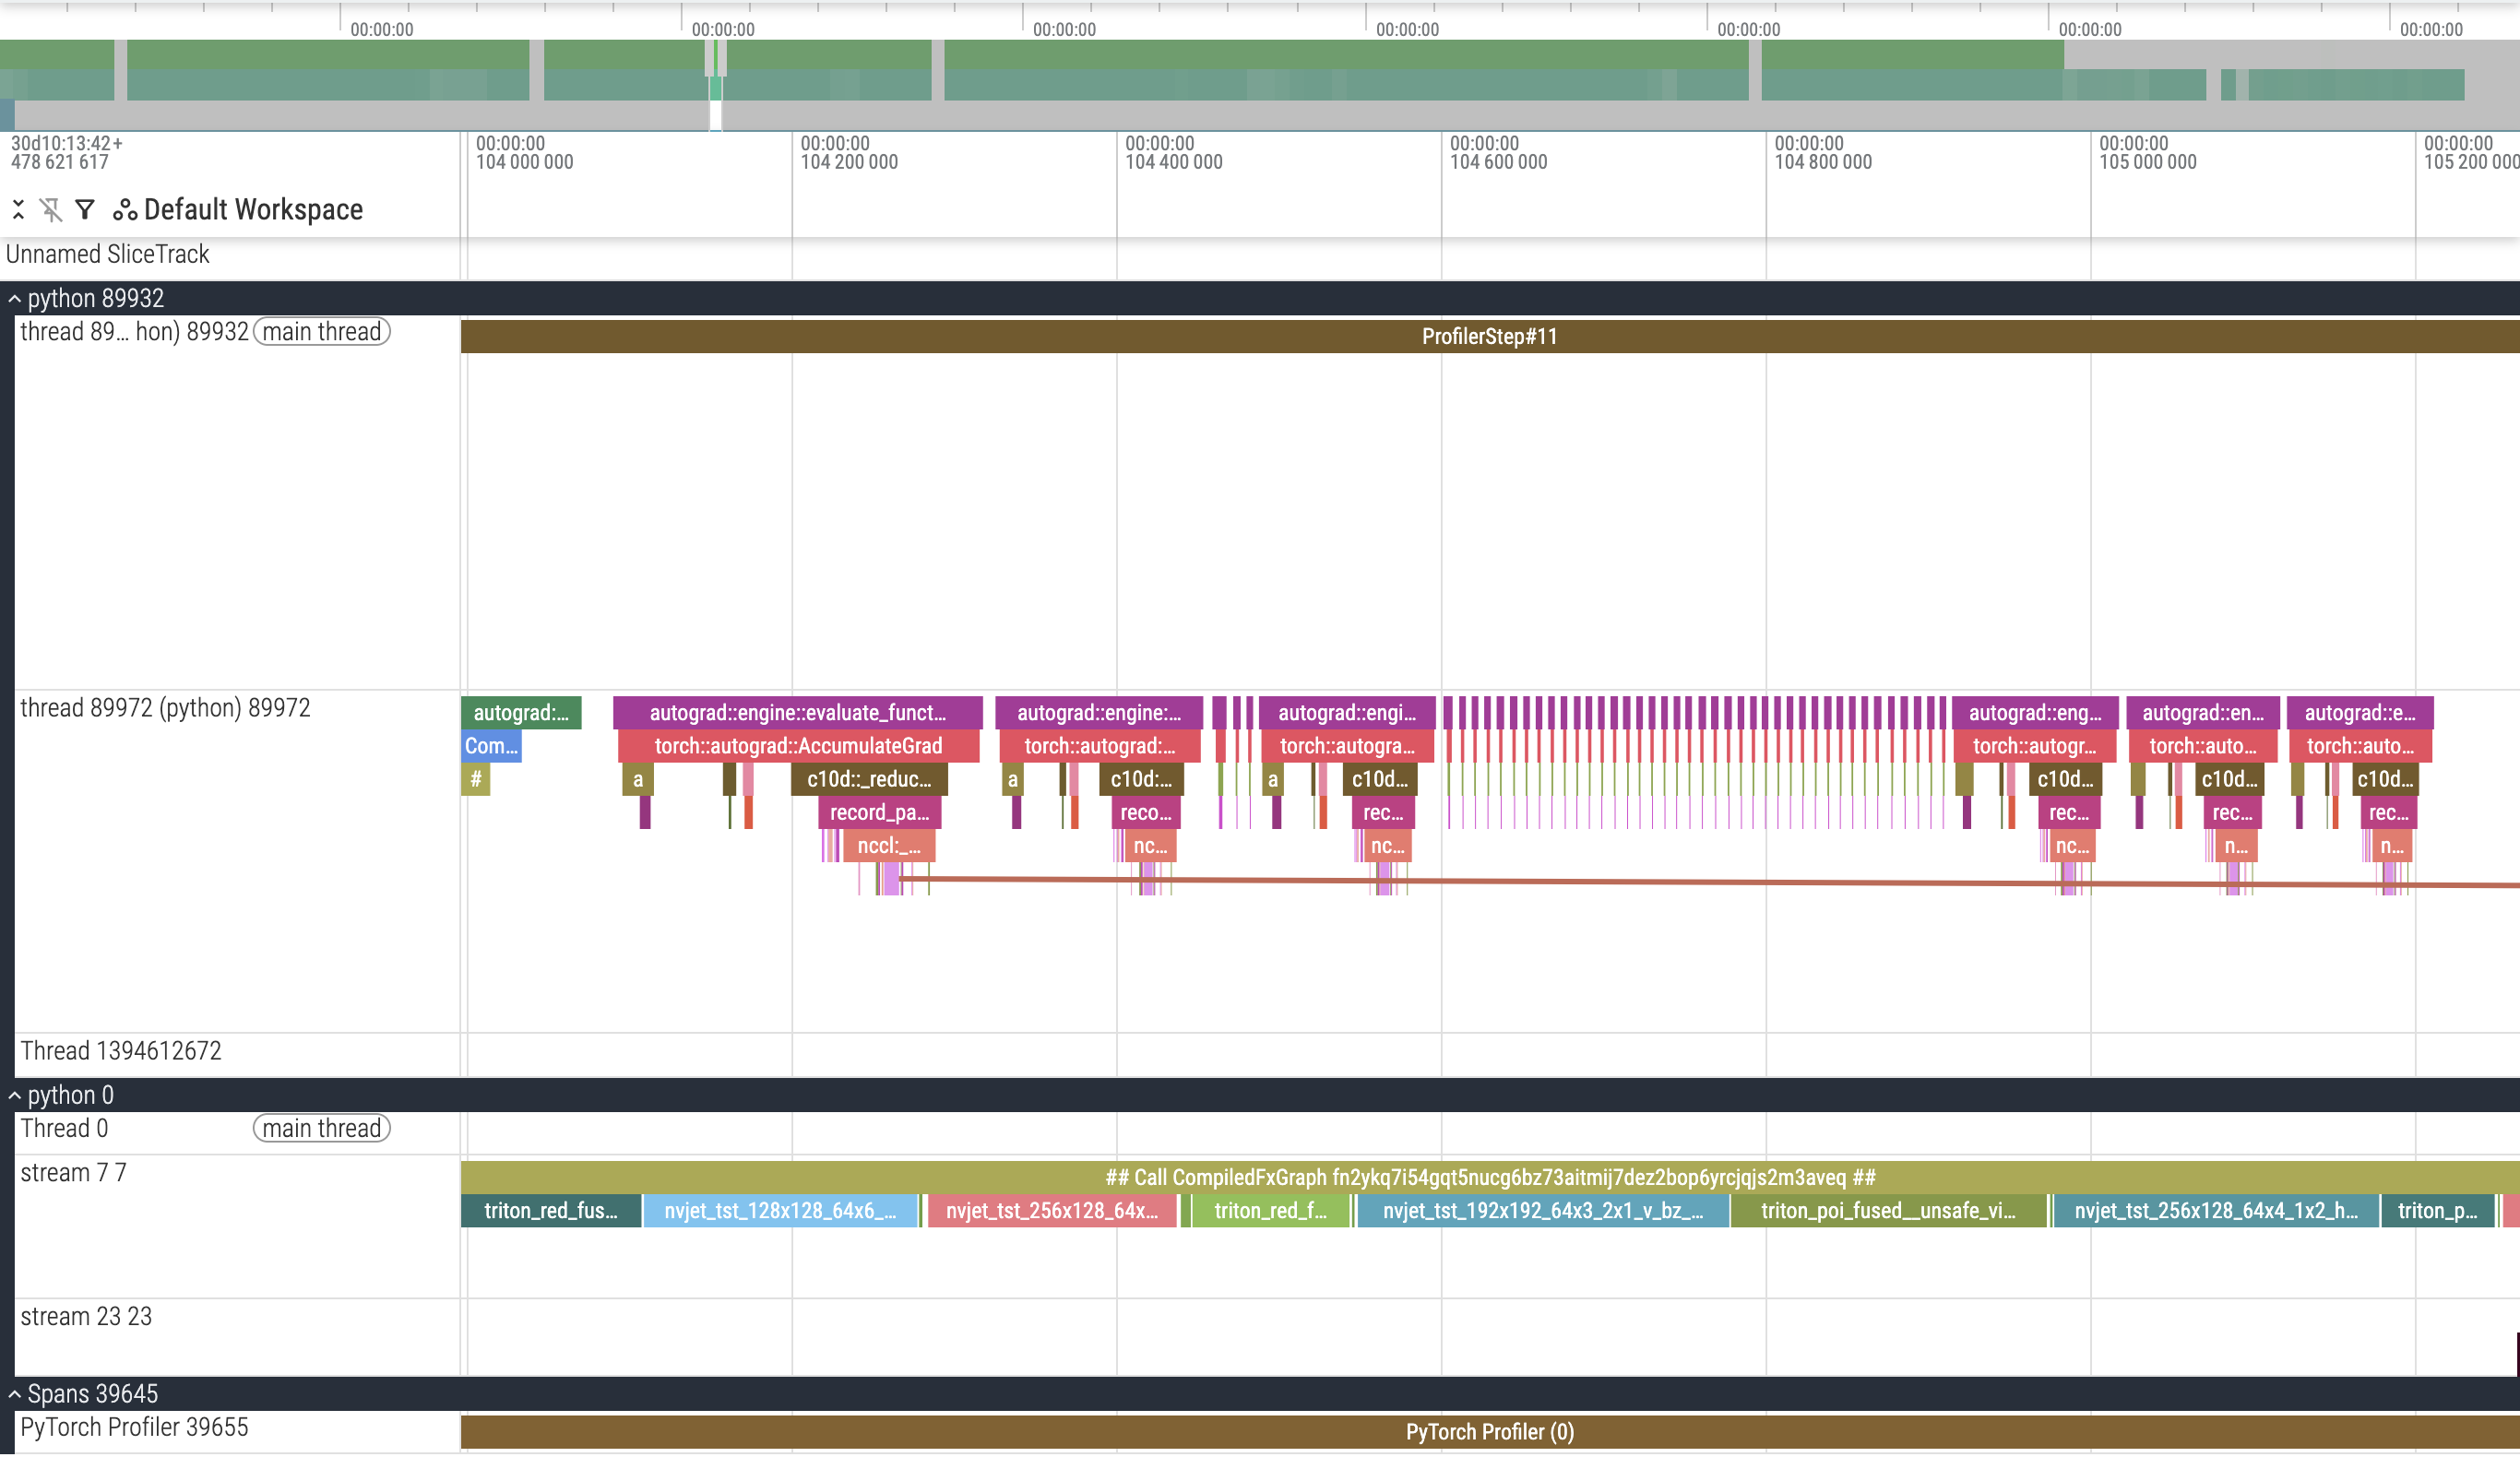 00:00:00 00:00:00 00:00:00 00:00:00 00:00:00 00:00:00 00:00:00
30d10:13:42+ 00:00:00 00:00:00 00:00:00 00:00:00 00:00:00 00:00:00 00:00:00
478 621 617 104 000 000 104 200 000 104 400 000 104 600 000 104 800 000 105 000 000 105 200 000
Default Workspace
Unnamed SliceTrack
python 89932
thread 89... hon) 89932 main thread ProfilerStep#11
thread 89972 (python) 89972 autograd:... autograd::engine::evaluate_funct... autograd::engine:... autograd::engi... autograd::eng... autograd::en... autograd::e...
Com... torch::autograd::AccumulateGrad torch::autograd:... torch::autogra... torch::autogr... torch::auto... torch::auto...
# a c10d::_reduc... a c10d:... a c10d... c10d... c10d... c10d...
record_pa... reco... rec... rec... rec... rec...
nccl:_... nc... nc... nc... n... n...
Thread 1394612672
python 0
Thread 0 main thread
stream 7 7 ## Call CompiledFxGraph fn2ykq7i54gqt5nucg6bz73aitmij7dez2bop6yrcjqjs2m3aveq ##
triton_red_fus... nvjet_tst_128x128_64x6_... nvjet_tst_256x128_64x... triton_red_f... nvjet_tst_192x192_64x3_2x1_v_bz_... triton_poi_fused__unsafe_vi... nvjet_tst_256x128_64x4_1x2_h... triton_p...
stream 23 23
Spans 39645
PyTorch Profiler 39655 PyTorch Profiler (0)